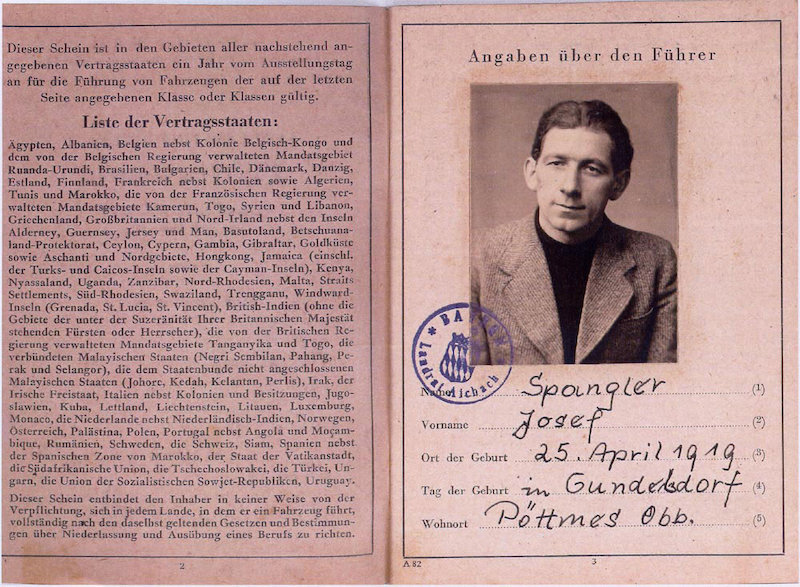 Dieser Schein ist in den Gebieten aller nachstehend an-
gegebenen Vertragsstaaten ein Jahr vom Ausstellungstag
an für die Führung von Fahrzeugen der auf der letzten
Seite angegebenen Klasse oder Klassen gültig.
Liste der Vertragsstaaten:
Ägypten, Albanien, Belgien nebst Kolonie Belgisch-Kongo und
dem von der Belgischen Regierung verwalteten Mandatsgebiet
Ruanda-Urundi, Brasilien, Bulgarien, Chile, Dänemark, Danzig,
Estland, Finnland, Frankreich nebst Kolonien sowie Algerien,
Tunis und Marokko, die von der Französischen Regierung ver-
walteten Mandatsgebiete Kamerun, Togo, Syrien und Libanon,
Griechenland, Großbritannien und Nord-Irland nebst den Inseln
Alderney, Guernsey, Jersey und Man, Basutoland, Betschuana-
land-Protektorat, Ceylon, Cypern, Gambia, Gibraltar, Goldküste
sowie Aschanti und Nordgebiete, Hongkong, Jamaica (einschl.
der Turks- und Caicos-Inseln sowie der Cayman-Inseln), Kenya,
Nyassaland, Uganda, Zanzibar, Nord-Rhodesien, Malta, Straits
Settlements, Süd-Rhodesien, Swaziland, Trengganu, Windward-
Inseln (Grenada, St. Lucia, St. Vincent), British-Indien (ohne die
Gebiete der unter der Suzeränität Ihrer Britannischen Majestät
stehenden Fürsten oder Herrscher), die von der Britischen Re-
gierung verwalteten Mandatsgebiete Tanganyika und Togo, die
verbündeten Malayischen Staaten (Negri Sembilan, Pahang, Pe-
rak und Selangor), die dem Staatenbunde nicht angeschlossenen
Malayischen Staaten (Johore, Kedah, Kelantan, Perlis), Irak, der
Irische Freistaat, Italien nebst Kolonien und Besitzungen, Jugo-
slawien, Kuba, Lettland, Liechtenstein, Litauen, Luxemburg,
Monaco, die Niederlande nebst Niederländisch-Indien, Norwegen,
Österreich, Palästina, Polen, Portugal nebst Angola und Moçam-
bique, Rumänien, Schweden, die Schweiz, Siam, Spanien nebst
der Spanischen Zone von Marokko, der Staat der Vatikanstadt,
die Südafrikanische Union, die Tschechoslowakei, die Türkei, Un-
garn, die Union der Sozialistischen Sowjet-Republiken, Uruguay.
Dieser Schein entbindet den Inhaber in keiner Weise von der
Verpflichtung, sich in jedem Lande, in dem er ein Fahrzeug führt,
vollständig nach den daselbst geltenden Gesetzen und Bestimmun-
gen über Niederlassung und Ausübung eines Berufs zu richten.
2
Angaben über den Führer
BAYERN
Landrat Aichach
Name Spangler (1)
Vorname Josef (2)
Ort der Geburt 25. April 1919 (3)
Tag der Geburt in Gundelsdorf (4)
Wohnort Pöttmes Obb. (5)
A 82
3